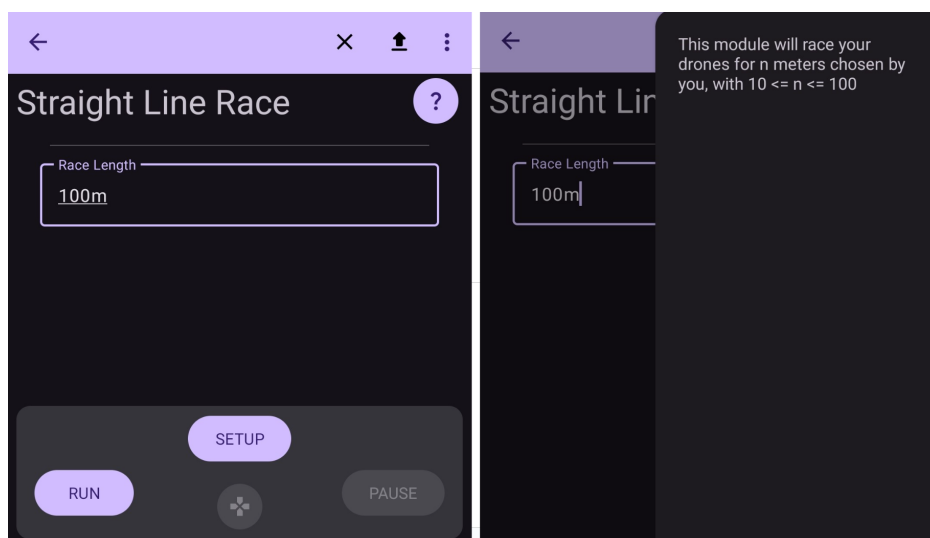 Straight Line Race
?
Race Length
100m
SETUP
RUN
PAUSE
Straight Lir
Race Length
100m
This module will race your
drones for n meters chosen by
you, with 10 <= n <= 100